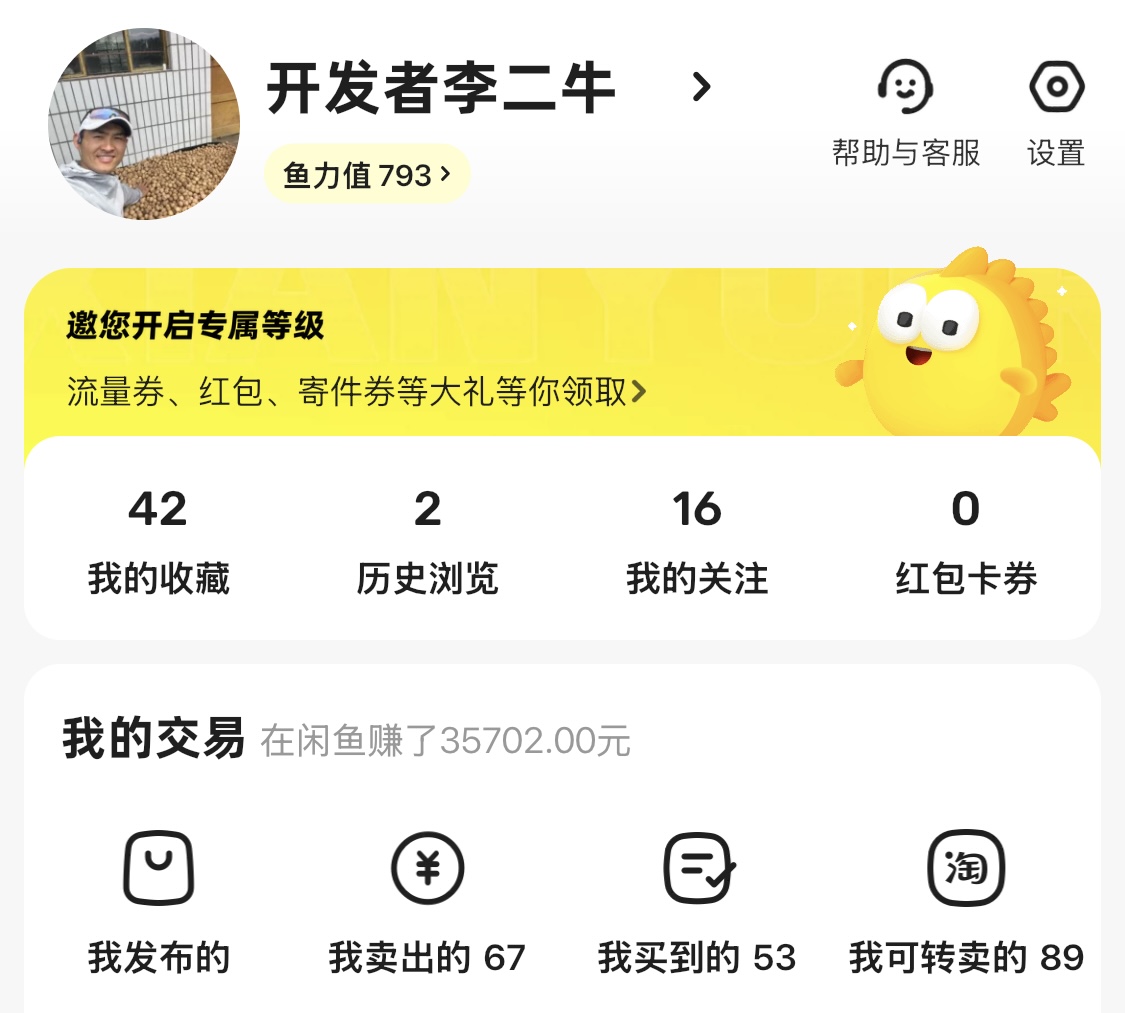 开发者李二牛
鱼力值 793
帮助与客服
设置
XIANYU
邀您开启专属等级
流量券、红包、寄件券等大礼等你领取
42
2
16
0
我的收藏
历史浏览
我的关注
红包卡券
我的交易 在闲鱼赚了35702.00元
淘
我发布的
我卖出的 67
我买到的 53
我可转卖的 89